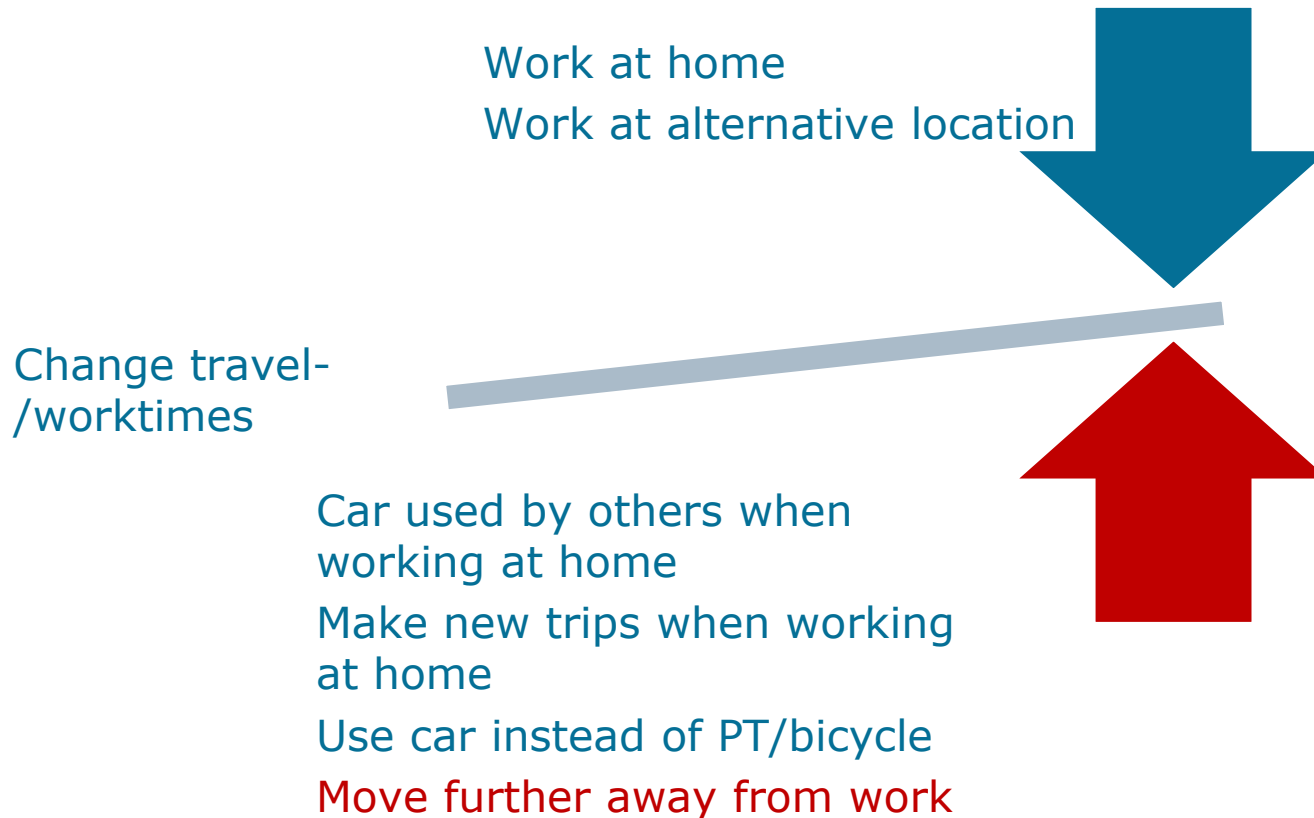 Work at home
Work at alternative location
Change travel-
/worktimes
Car used by others when
working at home
Make new trips when working
at home
Use car instead of PT/bicycle
Move further away from work